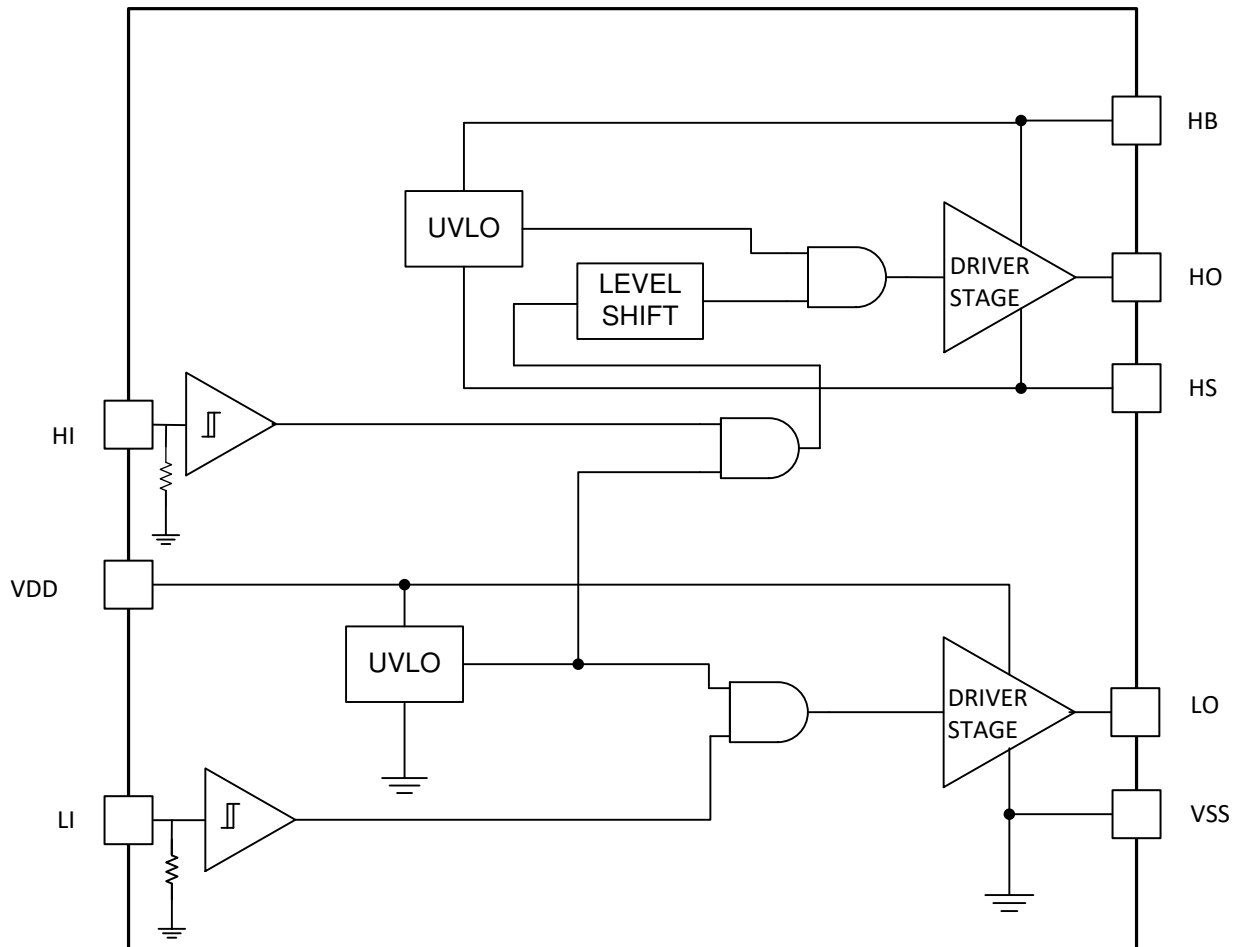 HB
UVLO
LEVEL
SHIFT
DRIVER
STAGE
HO
HS
HI
VDD
UVLO
DRIVER
STAGE
LO
LI
VSS